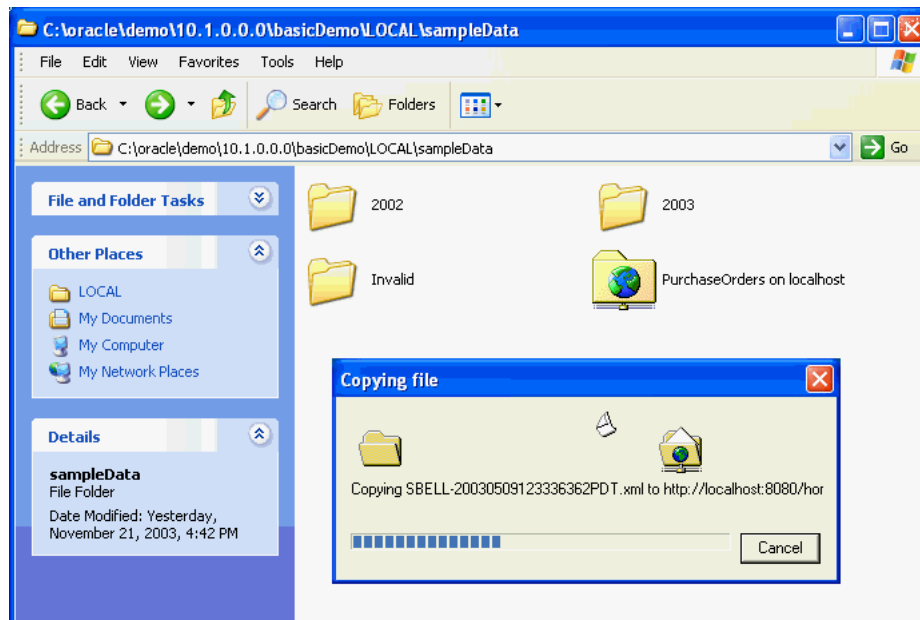 C:\oracle\demo\10.1.0.0.0\basicDemo\LOCAL\sampleData
File Edit View Favorites Tools Help
Back Search Folders
Address C:\oracle\demo\10.1.0.0.0\basicDemo\LOCAL\sampleData Go
File and Folder Tasks
Other Places
LOCAL
My Documents
My Computer
My Network Places
Details
sampleData
File Folder
Date Modified: Yesterday,
November 21, 2003, 4:42 PM
2002 2003
Invalid PurchaseOrders on localhost
Copying file
Copying SBELL-20030509123336362PDT.xml to http://localhost:8080/hor
Cancel